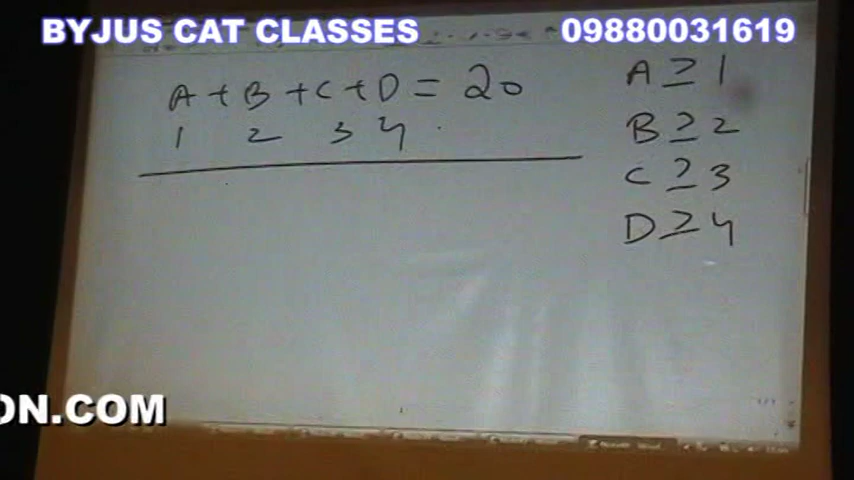 BYJUS CAT CLASSES 09880031619
A + B + C + D = 20
1 2 3 4
A ≥ 1
B ≥ 2
C ≥ 3
D ≥ 4
ON.COM